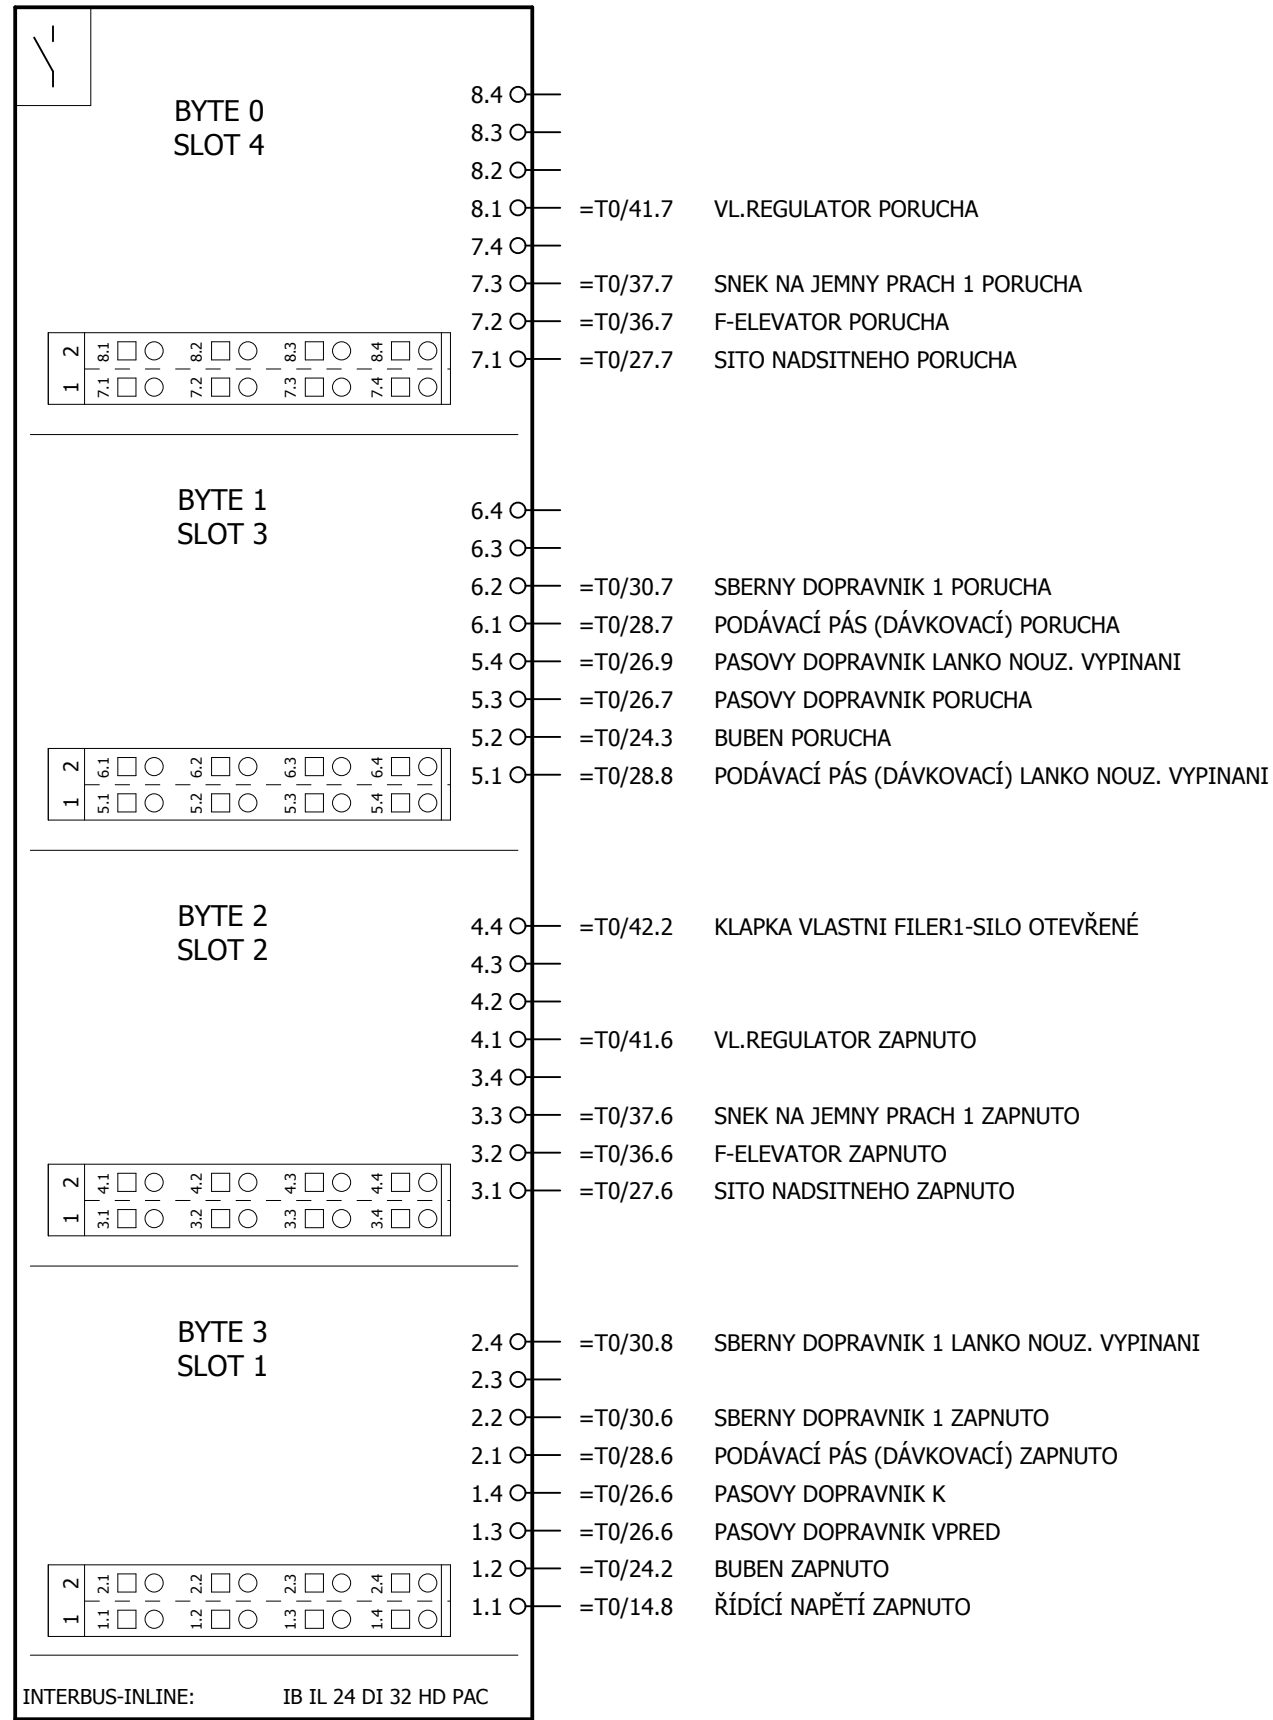 BYTE 0
SLOT 4
8.4
8.3
8.2
8.1 =T0/41.7 VL.REGULATOR PORUCHA
7.4
7.3 =T0/37.7 SNEK NA JEMNY PRACH 1 PORUCHA
7.2 =T0/36.7 F-ELEVATOR PORUCHA
7.1 =T0/27.7 SITO NADSITNEHO PORUCHA
2 8.1 8.2 8.3 8.4
1 7.1 7.2 7.3 7.4
BYTE 1
SLOT 3
6.4
6.3
6.2 =T0/30.7 SBERNY DOPRAVNIK 1 PORUCHA
6.1 =T0/28.7 PODÁVACÍ PÁS (DÁVKOVACÍ) PORUCHA
5.4 =T0/26.9 PASOVY DOPRAVNIK LANKO NOUZ. VYPINANI
5.3 =T0/26.7 PASOVY DOPRAVNIK PORUCHA
5.2 =T0/24.3 BUBEN PORUCHA
5.1 =T0/28.8 PODÁVACÍ PÁS (DÁVKOVACÍ) LANKO NOUZ. VYPINANI
2 6.1 6.2 6.3 6.4
1 5.1 5.2 5.3 5.4
BYTE 2
SLOT 2
4.4 =T0/42.2 KLAPKA VLASTNI FILER1-SILO OTEVŘENÉ
4.3
4.2
4.1 =T0/41.6 VL.REGULATOR ZAPNUTO
3.4
3.3 =T0/37.6 SNEK NA JEMNY PRACH 1 ZAPNUTO
3.2 =T0/36.6 F-ELEVATOR ZAPNUTO
3.1 =T0/27.6 SITO NADSITNEHO ZAPNUTO
2 4.1 4.2 4.3 4.4
1 3.1 3.2 3.3 3.4
BYTE 3
SLOT 1
2.4 =T0/30.8 SBERNY DOPRAVNIK 1 LANKO NOUZ. VYPINANI
2.3
2.2 =T0/30.6 SBERNY DOPRAVNIK 1 ZAPNUTO
2.1 =T0/28.6 PODÁVACÍ PÁS (DÁVKOVACÍ) ZAPNUTO
1.4 =T0/26.6 PASOVY DOPRAVNIK K
1.3 =T0/26.6 PASOVY DOPRAVNIK VPRED
1.2 =T0/24.2 BUBEN ZAPNUTO
1.1 =T0/14.8 ŘÍDÍCÍ NAPĚTÍ ZAPNUTO
2 2.1 2.2 2.3 2.4
1 1.1 1.2 1.3 1.4
INTERBUS-INLINE: IB IL 24 DI 32 HD PAC